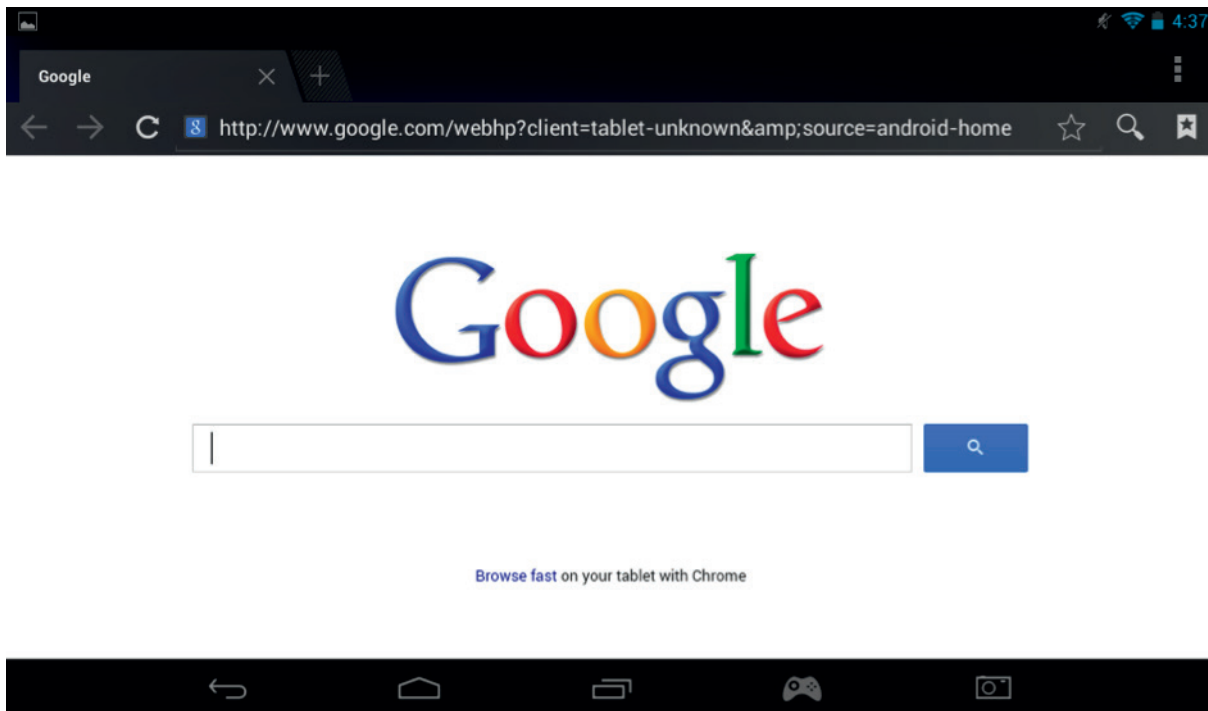 4:37
Google
http://www.google.com/webhp?client=tablet-unknown&amp;source=android-home
Google
Browse fast on your tablet with Chrome